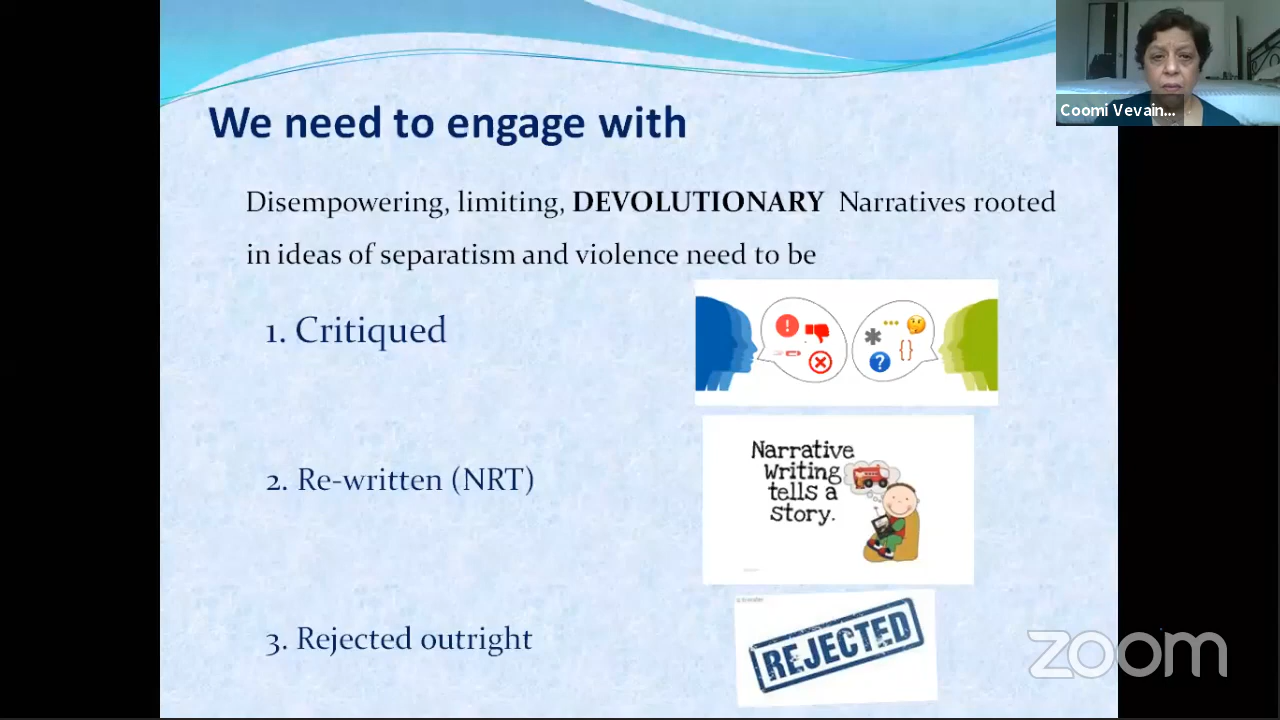 We need to engage with
Coomi Vevain...
Disempowering, limiting, DEVOLUTIONARY Narratives rooted
in ideas of separatism and violence need to be
1. Critiqued
Narrative
Writing
tells a
story.
2. Re-written (NRT)
3. Rejected outright
REJECTED
zoom